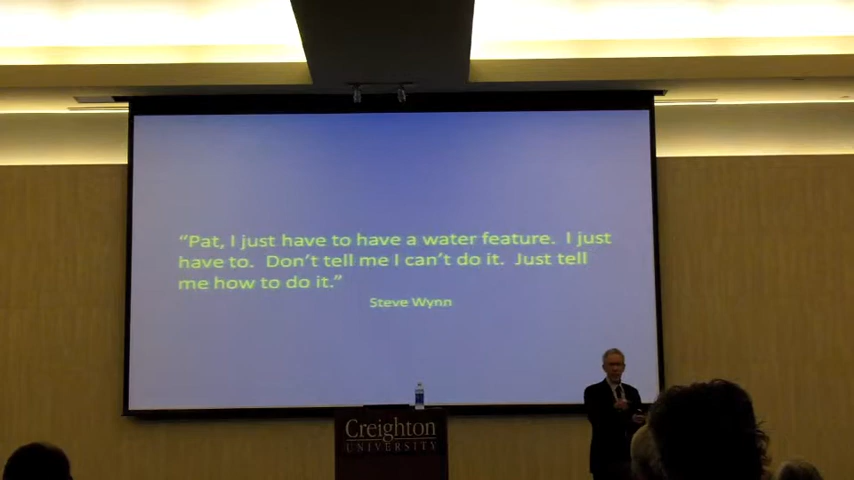 “Pat, I just have to have a water feature.  I just
have to.  Don’t tell me I can’t do it.  Just tell
me how to do it.”
Steve Wynn
Creighton
UNIVERSITY